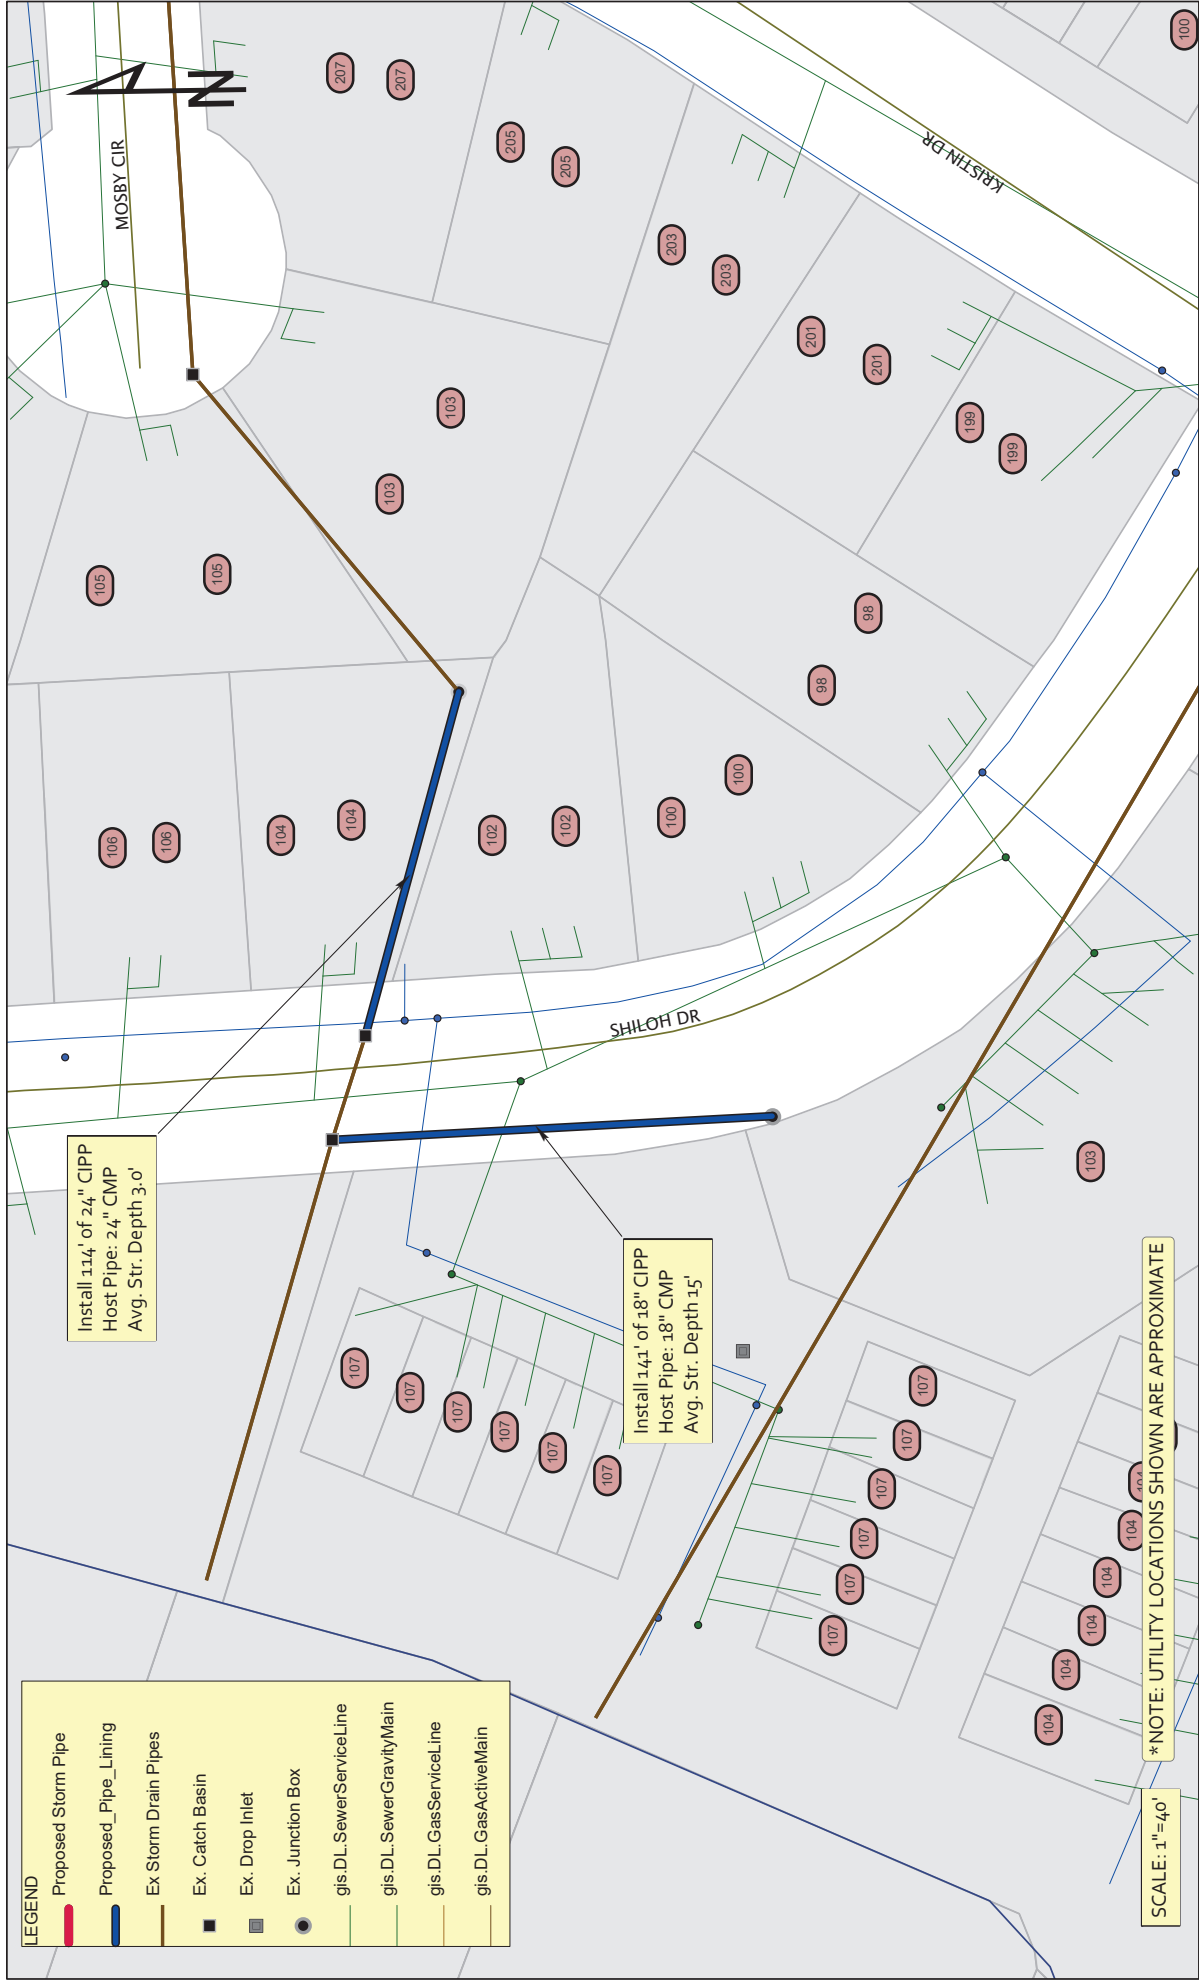 LEGEND
Proposed Storm Pipe
Proposed_Pipe_Lining
Ex Storm Drain Pipes
Ex. Catch Basin
Ex. Drop Inlet
Ex. Junction Box
gis.DL.SewerServiceLine
gis.DL.SewerGravityMain
gis.DL.GasServiceLine
gis.DL.GasActiveMain
Install 114' of 24" CIPP
Host Pipe: 24" CMP
Avg. Str. Depth 3.0'
Install 141' of 18" CIPP
Host Pipe: 18" CMP
Avg. Str. Depth 15'
MOSBY CIR
N
SHILOH DR
KRISTIN DR
106
106
105
105
104
104
103
103
207
207
205
205
203
203
201
201
199
199
102
102
100
100
98
98
100
103
107
107
107
107
107
107
107
107
107
107
107
107
104
104
104
104
104
104
SCALE: 1"=40'
*NOTE: UTILITY LOCATIONS SHOWN ARE APPROXIMATE